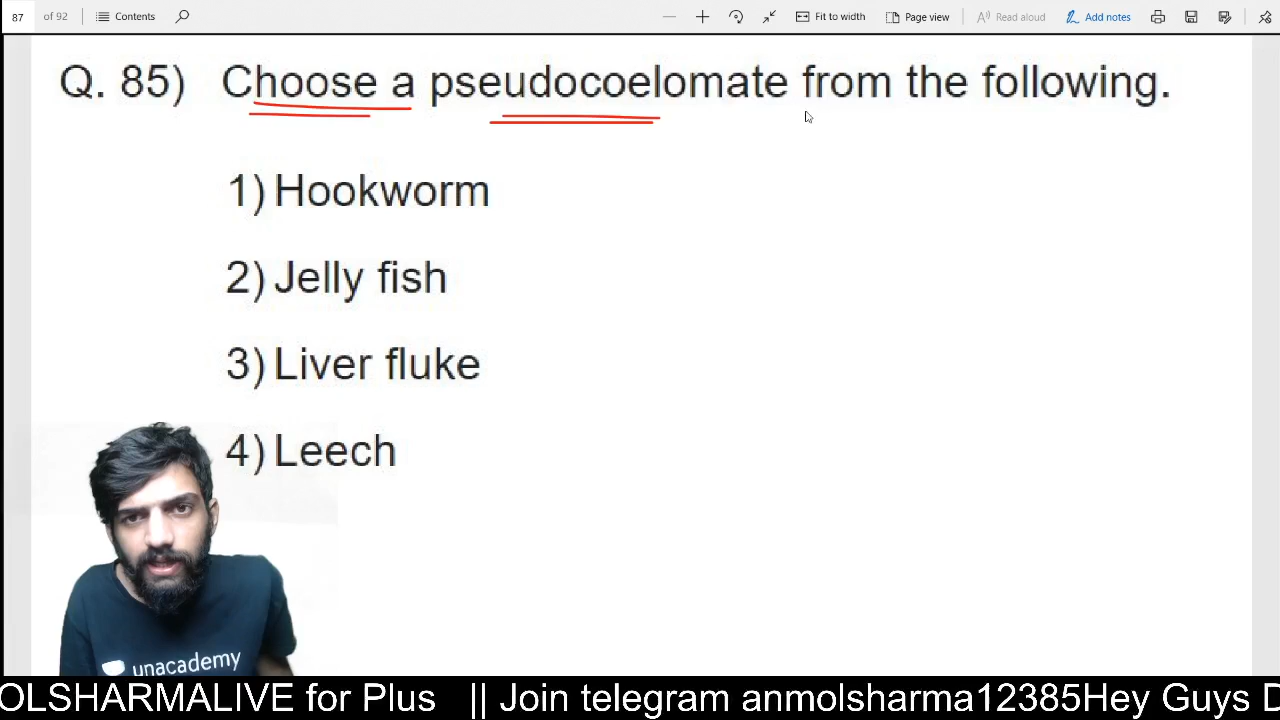 87 of 92 Contents Fit to width Page view Read aloud Add notes
Q. 85) Choose a pseudocoelomate from the following.
1) Hookworm
2) Jelly fish
3) Liver fluke
4) Leech
unacademy
OLSHARMALIVE for Plus || Join telegram anmolsharma12385Hey Guys D